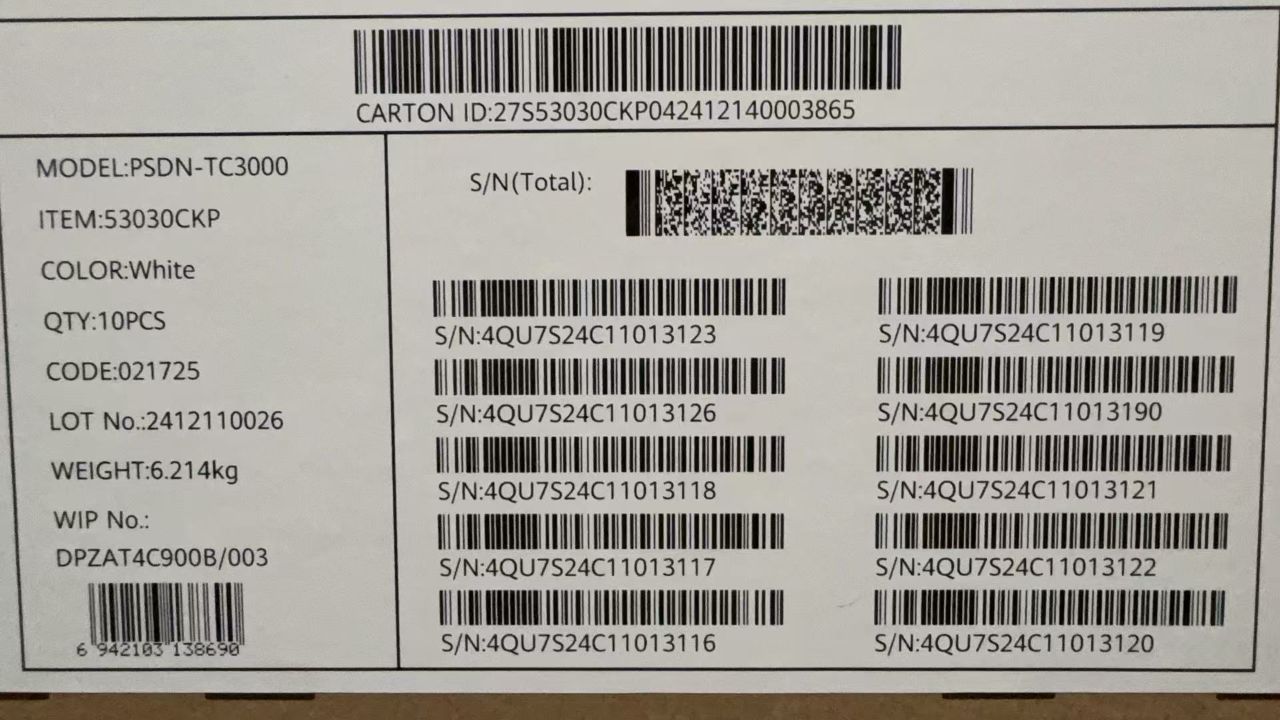 CARTON ID:27S53030CKP042412140003865
MODEL:PSDN-TC3000
ITEM:53030CKP
COLOR:White
QTY:10PCS
CODE:021725
LOT No.:2412110026
WEIGHT:6.214kg
WIP No.:
DPZAT4C900B/003
6 942103 138690
S/N(Total):
S/N:4QU7S24C11013123
S/N:4QU7S24C11013119
S/N:4QU7S24C11013126
S/N:4QU7S24C11013190
S/N:4QU7S24C11013118
S/N:4QU7S24C11013121
S/N:4QU7S24C11013117
S/N:4QU7S24C11013122
S/N:4QU7S24C11013116
S/N:4QU7S24C11013120